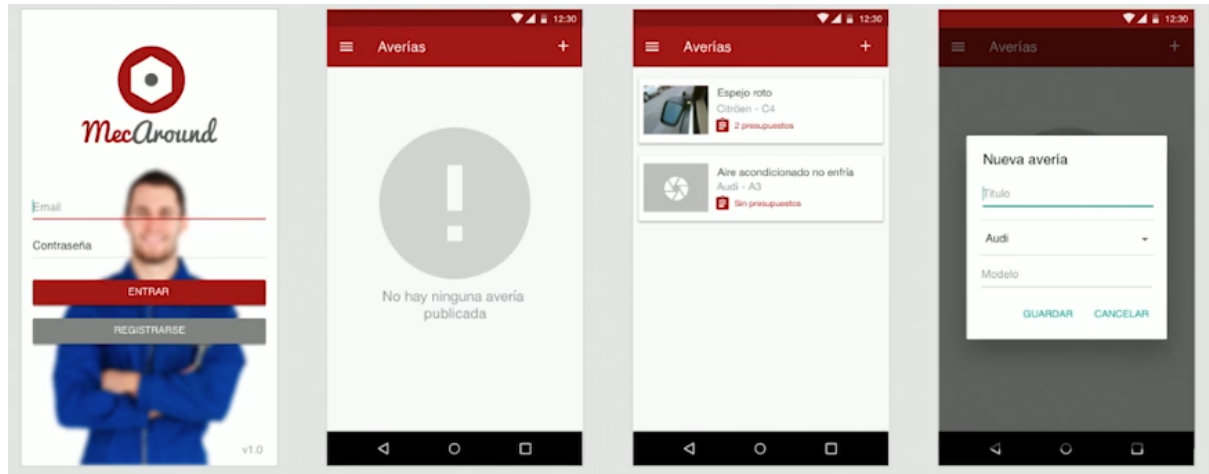 MecAround
Email
Contraseña
ENTRAR
REGISTRARSE
v1.0
12:30
Averías
+
No hay ninguna avería
publicada
12:30
Averías
+
Espejo roto
Citröen - C4
2 presupuestos
Aire acondicionado no enfría
Audi - A3
Sin presupuestos
12:30
Averías
+
Nueva avería
Título
Audi
Modelo
GUARDAR CANCELAR